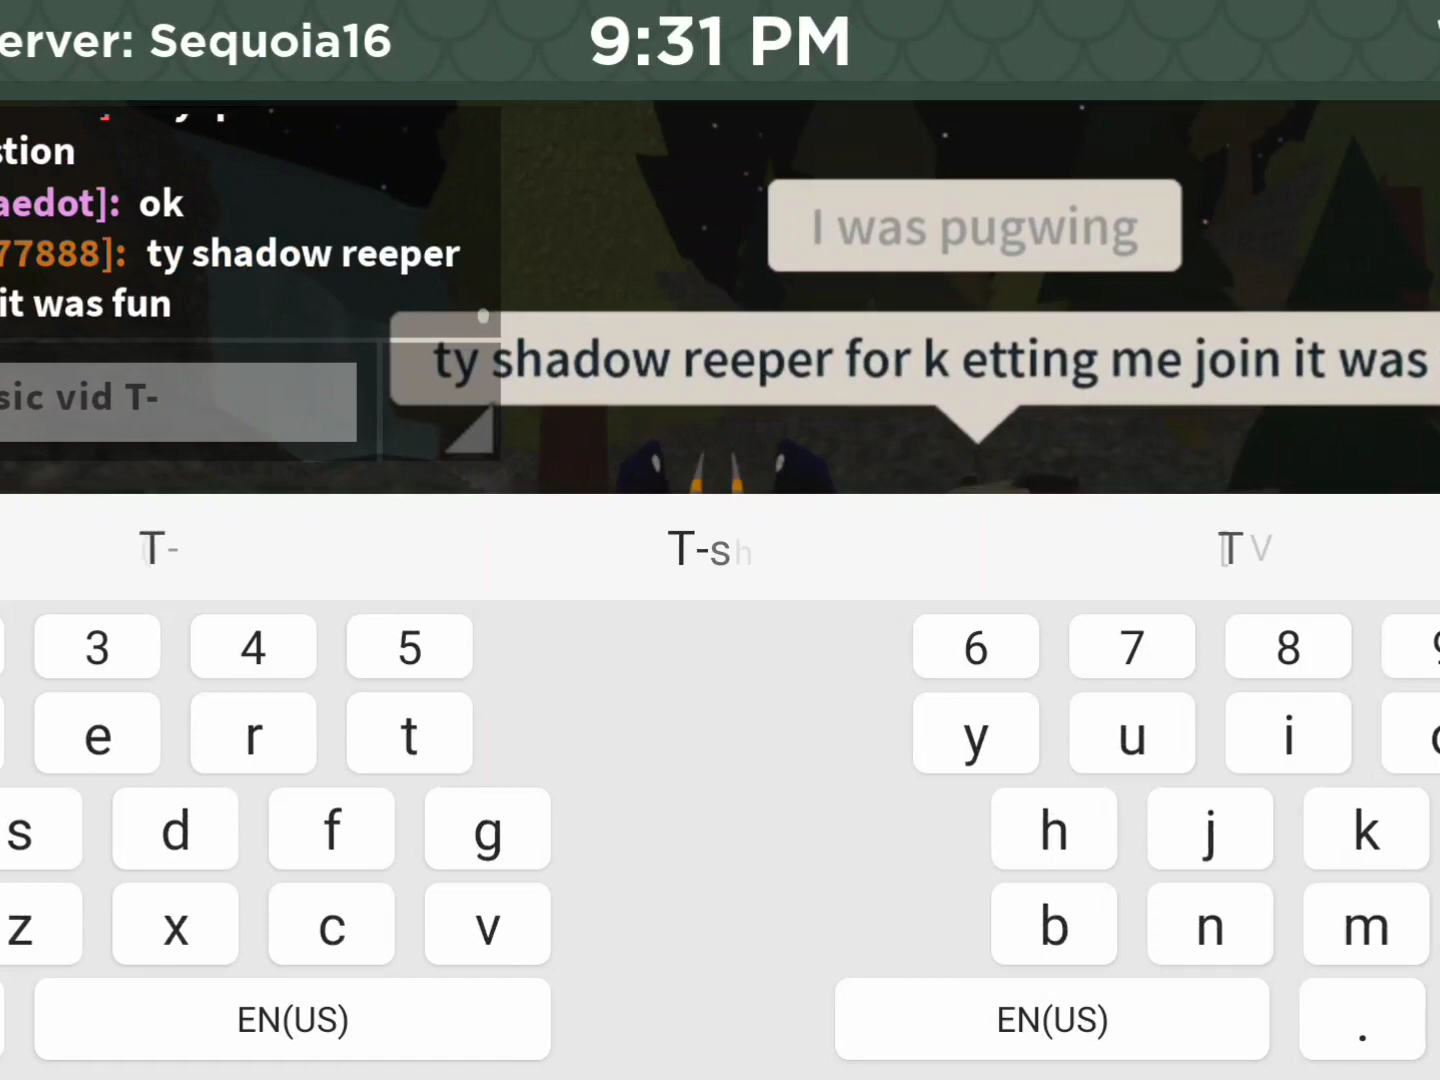 erver: Sequoia16
9:31 PM
stion
aedot]: ok
77888]: ty shadow reeper
it was fun
sic vid T-
I was pugwing
ty shadow reeper for k etting me join it was
T-
T-sh
T V
3 4 5 6 7 8 9
e r t y u i o
s d f g h j k
z x c v b n m
EN(US) EN(US) .